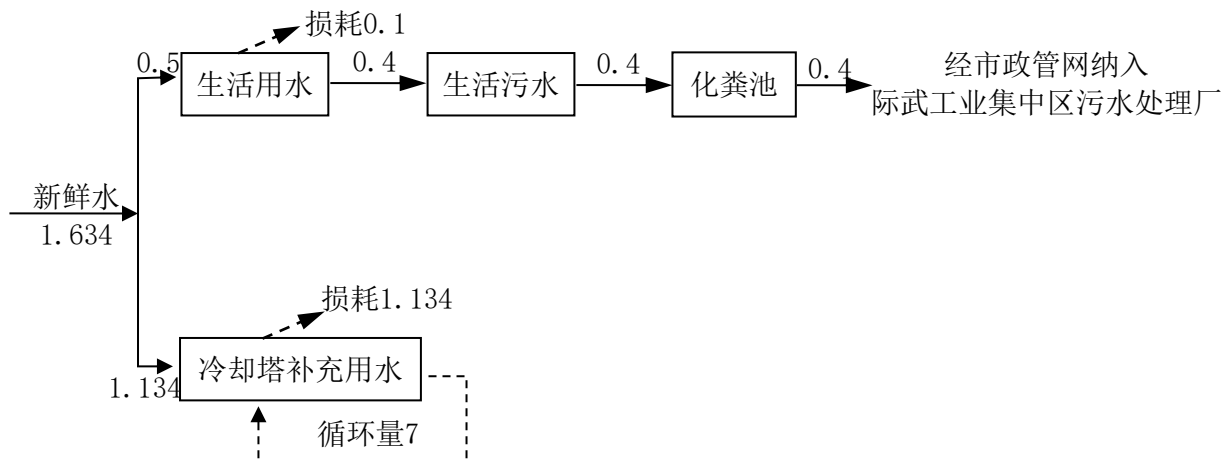 损耗0.1
0.5
生活用水
0.4
生活污水
0.4
化粪池
0.4
经市政管网纳入
际武工业集中区污水处理厂
新鲜水
1.634
损耗1.134
冷却塔补充用水
1.134
循环量7